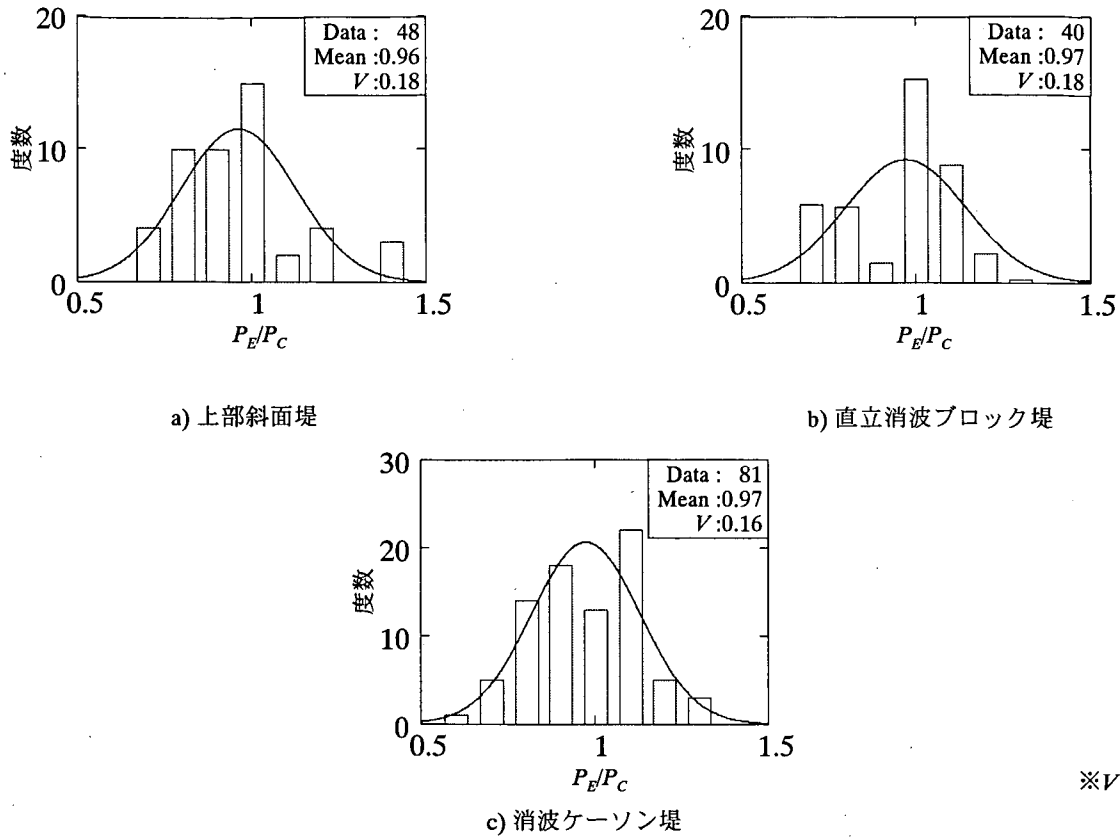 20
Data : 48
Mean :0.96
V :0.18
度数
10
0
0.5
1
1.5
P_E/P_C
a) 上部斜面堤
20
Data : 40
Mean :0.97
V :0.18
度数
10
0
0.5
1
1.5
P_E/P_C
b) 直立消波ブロック堤
30
Data : 81
Mean :0.97
V :0.16
20
度数
10
0
0.5
1
1.5
P_E/P_C
c) 消波ケーソン堤
※V